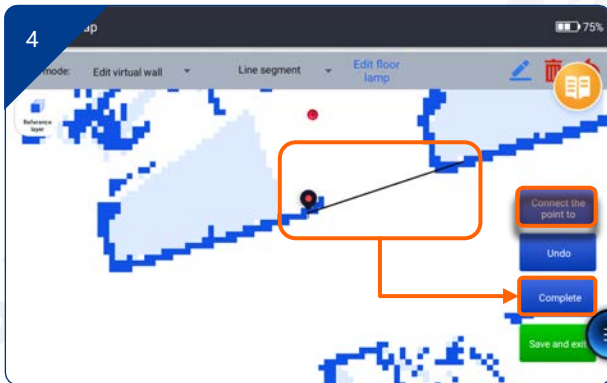 4
ap
75%
mode:
Edit virtual wall
Line segment
Edit floor
lamp
Reference
layer
Connect the
point to
Undo
Complete
Save and exit